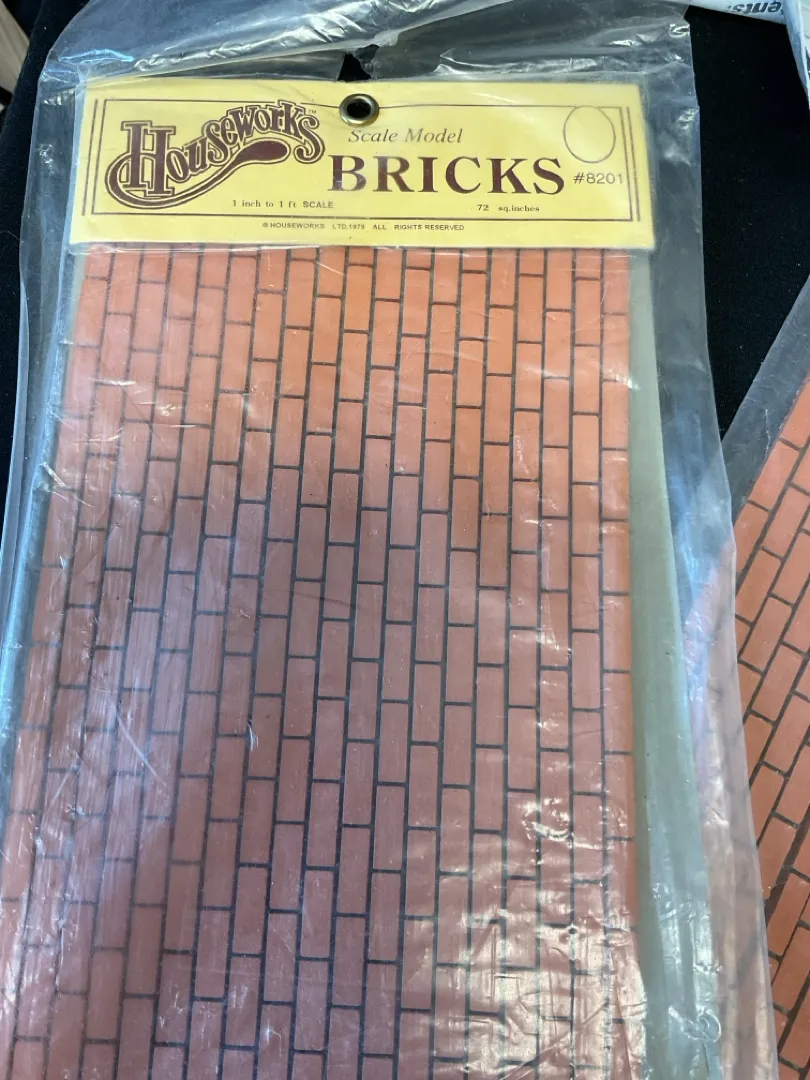 HouseworKs™
Scale Model
BRICKS #8201
1 inch to 1 ft SCALE 72 sq.inches
© HOUSEWORKS LTD,1979 ALL RIGHTS RESERVED